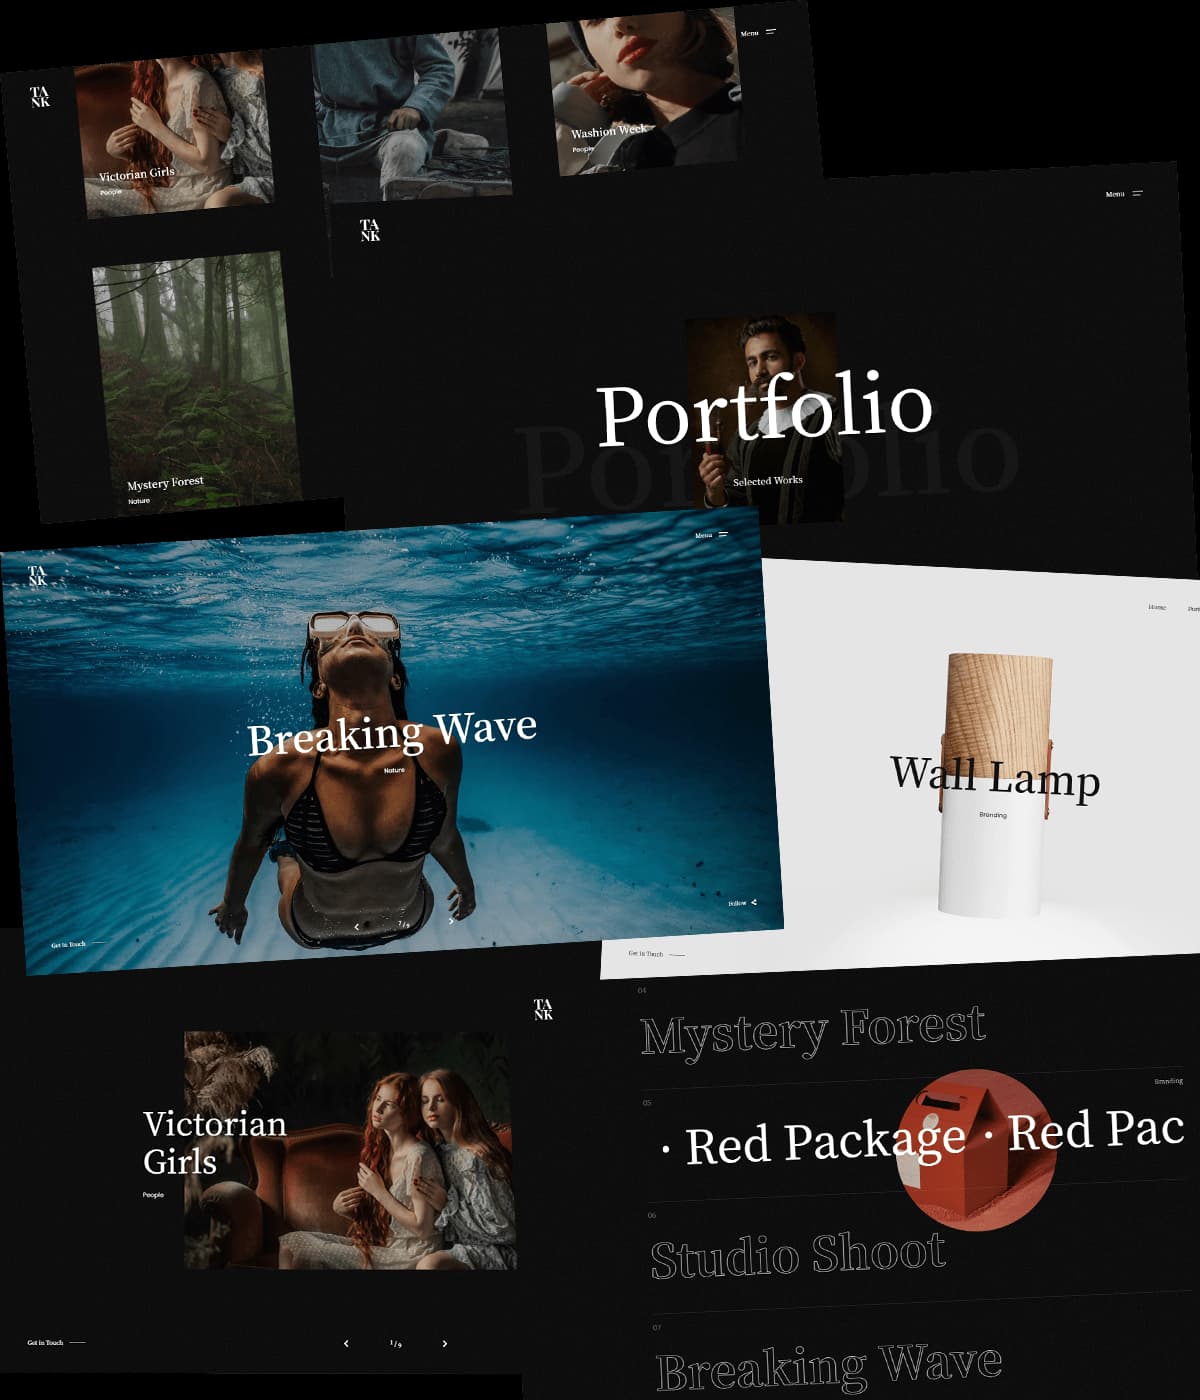 Menu
TA
NK
Washion Week
People
Victorian Girls
People
Menu
TA
NK
Portfolio
Portfolio
Selected Works
Mystery Forest
Nature
Menu
TA
NK
Breaking Wave
Nature
Follow
7/9
Get in Touch
Home
Wall Lamp
Branding
Get in Touch
TA
NK
Victorian
Girls
People
Get in Touch
1/9
04
Mystery Forest
Branding
05
· Red Package · Red Pac
06
Studio Shoot
07
Breaking Wave